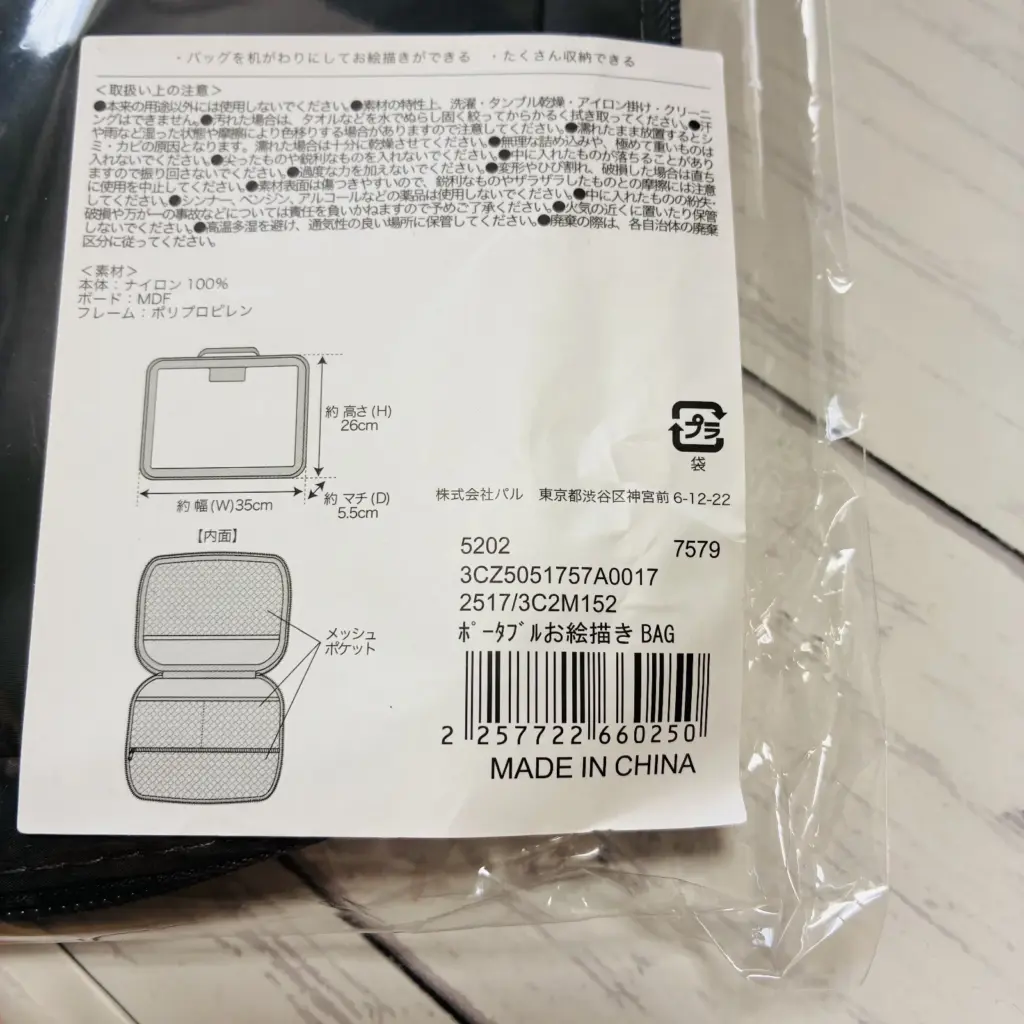 ・バッグを机がわりにしてお絵描きができる ・たくさん収納できる
＜取扱い上の注意＞
●本来の用途以外には使用しないでください。●素材の特性上、洗濯・タンブル乾燥・アイロン掛け・クリーニ
ングはできません。●汚れた場合は、タオルなどを水でぬらし固く絞ってからかるく拭き取ってください。●汗
や雨など湿った状態や摩擦により色移りする場合がありますので注意してください。●濡れたまま放置するとシ
ミ・カビの原因となります。濡れた場合は十分に乾燥させてください。●無理な詰め込みや、極めて重いものは
入れないでください。●尖ったものや鋭利なものを入れないでください。●中に入れたものが落ちることがあり
ますので振り回さないでください。●過度な力を加えないでください。●変形やひび割れ、破損した場合は直ち
に使用を中止してください。●素材表面は傷つきやすいので、鋭利なものやザラザラしたものとの摩擦には注意
してください。●シンナー、ベンジン、アルコールなどの薬品は使用しないでください。●中に入れたものの紛失、
破損や万が一の事故などについては責任を負いかねますので予めご了承ください。●火気の近くに置いたり保管
しないでください。●高温多湿を避け、通気性の良い場所に保管してください。●廃棄の際は、各自治体の廃棄
区分に従ってください。
＜素材＞
本体：ナイロン 100%
ボード：MDF
フレーム：ポリプロピレン
約 高さ (H)
26cm
約 幅 (W) 35cm
約 マチ (D)
5.5cm
プラ
袋
株式会社パル 東京都渋谷区神宮前 6-12-22
【内面】
メッシュ
ポケット
5202 7579
3CZ5051757A0017
2517/3C2M152
ﾎﾟｰﾀﾌﾞﾙお絵描き BAG
2 257722 660250
MADE IN CHINA